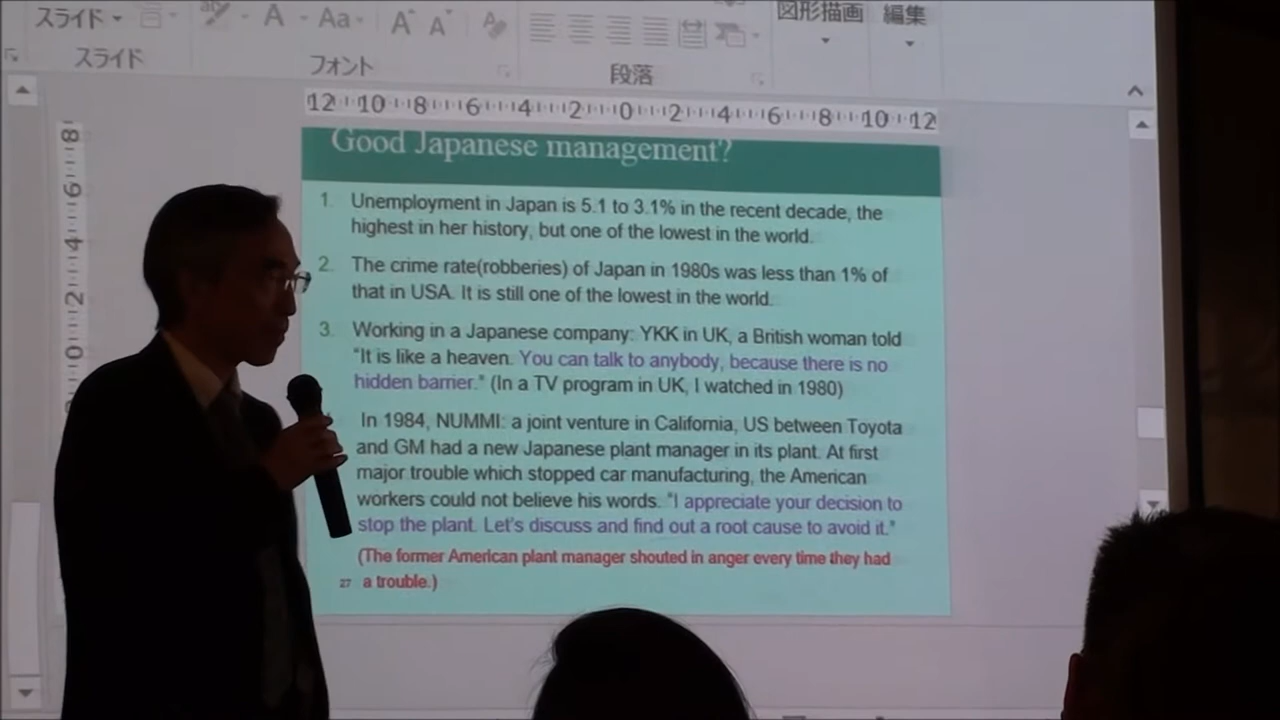 スライド
Aa
A A
図形描画
編集
スライド
フォント
段落
12 10 8 6 4 2 0 2 4 6 8 10 12
8 6 4 2 0
Good Japanese management?
1. Unemployment in Japan is 5.1 to 3.1% in the recent decade, the
highest in her history, but one of the lowest in the world.
2. The crime rate(robberies) of Japan in 1980s was less than 1% of
that in USA. It is still one of the lowest in the world.
3. Working in a Japanese company: YKK in UK, a British woman told
"It is like a heaven. You can talk to anybody, because there is no
hidden barrier." (In a TV program in UK, I watched in 1980)
In 1984, NUMMI: a joint venture in California, US between Toyota
and GM had a new Japanese plant manager in its plant. At first
major trouble which stopped car manufacturing, the American
workers could not believe his words. "I appreciate your decision to
stop the plant. Let's discuss and find out a root cause to avoid it."
(The former American plant manager shouted in anger every time they had
27 a trouble.)